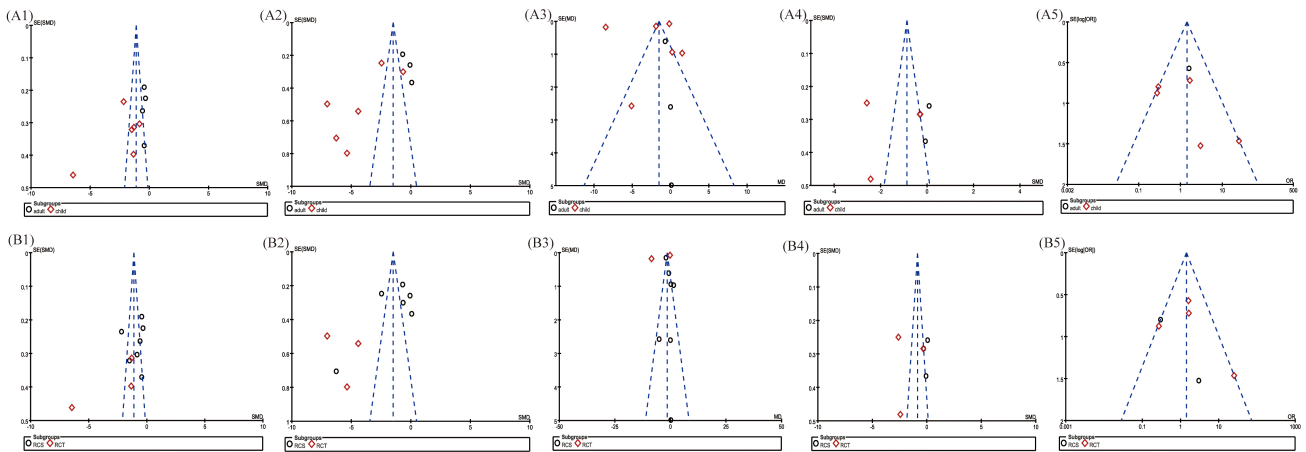 (A1)
SE(SMD)
0
0.1
0.2
0.3
0.4
0.5
-10
-5
0
5
10
SMD
Subgroups
adult
child
(A2)
SE(SMD)
0
0.2
0.4
0.6
0.8
1
-10
-5
0
5
10
SMD
Subgroups
adult
child
(A3)
SE(MD)
0
1
2
3
4
5
-10
-5
0
5
10
MD
Subgroups
adult
child
(A4)
SE(SMD)
0
0.1
0.2
0.3
0.4
0.5
-4
-2
0
2
4
SMD
Subgroups
adult
child
(A5)
SE(log[OR])
0
0.5
1
1.5
2
0.002
0.1
1
10
500
OR
Subgroups
adult
child
(B1)
SE(SMD)
0
0.1
0.2
0.3
0.4
0.5
-10
-5
0
5
10
SMD
Subgroups
RCS
RCT
(B2)
SE(SMD)
0
0.2
0.4
0.6
0.8
1
-10
-5
0
5
10
SMD
Subgroups
RCS
RCT
(B3)
SE(MD)
0
1
2
3
4
5
-50
-25
0
25
50
MD
Subgroups
RCS
RCT
(B4)
SE(SMD)
0
0.1
0.2
0.3
0.4
0.5
-10
-5
0
5
10
SMD
Subgroups
RCS
RCT
(B5)
SE(log[OR])
0
0.5
1
1.5
2
0.001
0.1
1
10
1000
OR
Subgroups
RCS
RCT